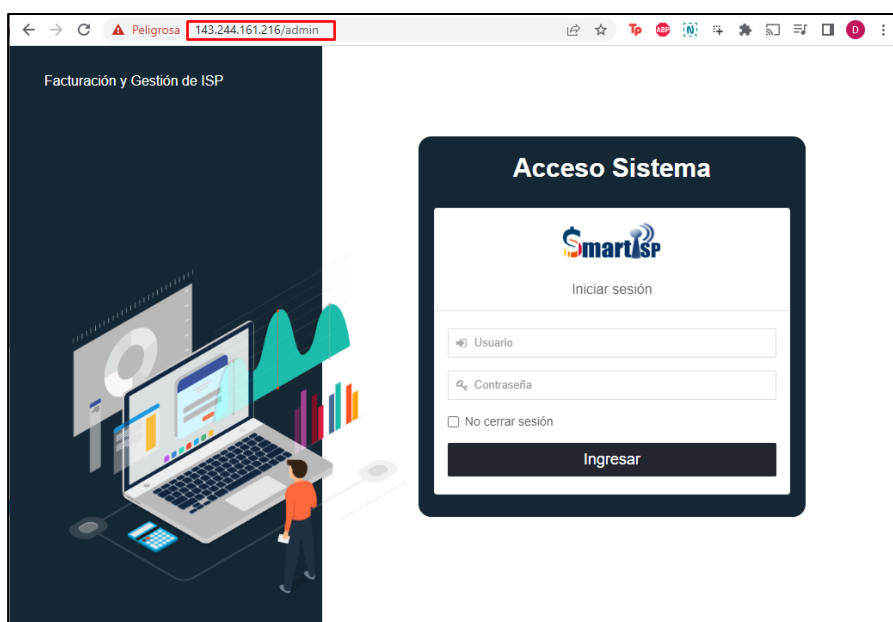 Peligrosa 143.244.161.216/admin
Facturación y Gestión de ISP
Acceso Sistema
SmartISP
Iniciar sesión
Usuario
Contraseña
No cerrar sesión
Ingresar